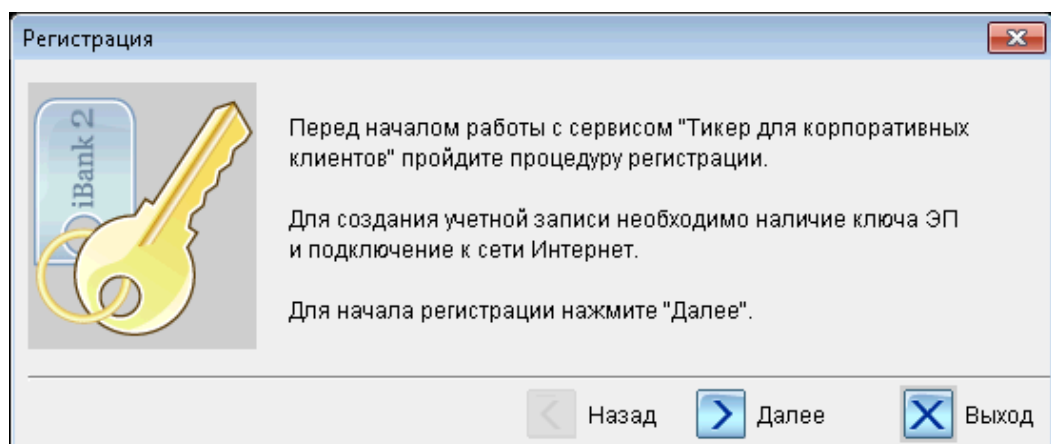 Регистрация
iBank 2
Перед началом работы с сервисом "Тикер для корпоративных
клиентов" пройдите процедуру регистрации.
Для создания учетной записи необходимо наличие ключа ЭП
и подключение к сети Интернет.
Для начала регистрации нажмите "Далее".
Назад Далее Выход